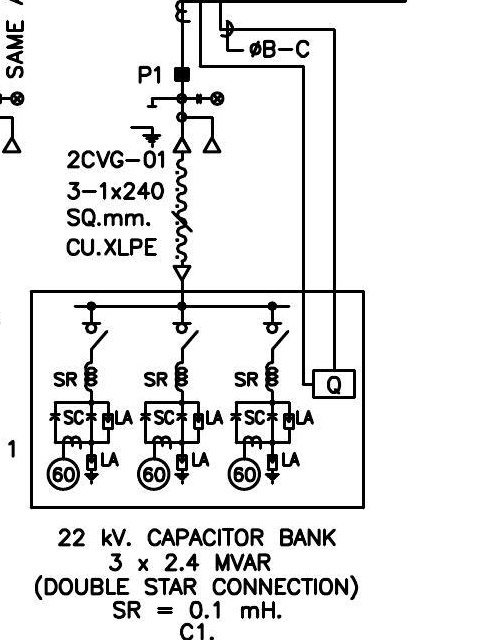 SAME
øB-C
P1
2CVG-01
3-1x240
SQ.mm.
CU.XLPE
SR SR SR
Q
SC LA SC LA SC LA
1
LA LA LA
60 60 60
22 kV. CAPACITOR BANK
3 x 2.4 MVAR
(DOUBLE STAR CONNECTION)
SR = 0.1 mH.
C1.